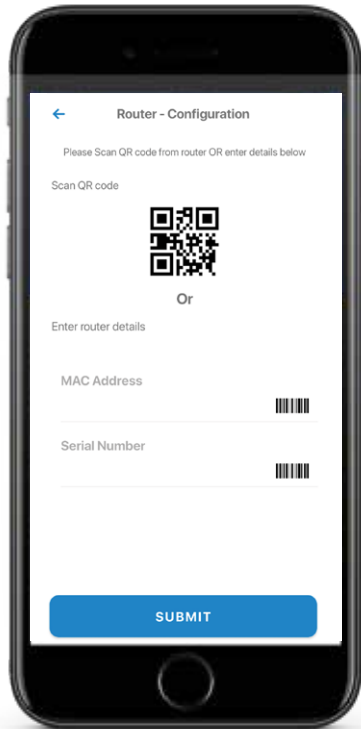 Router - Configuration
Please Scan QR code from router OR enter details below
Scan QR code
Or
Enter router details
MAC Address
Serial Number
SUBMIT